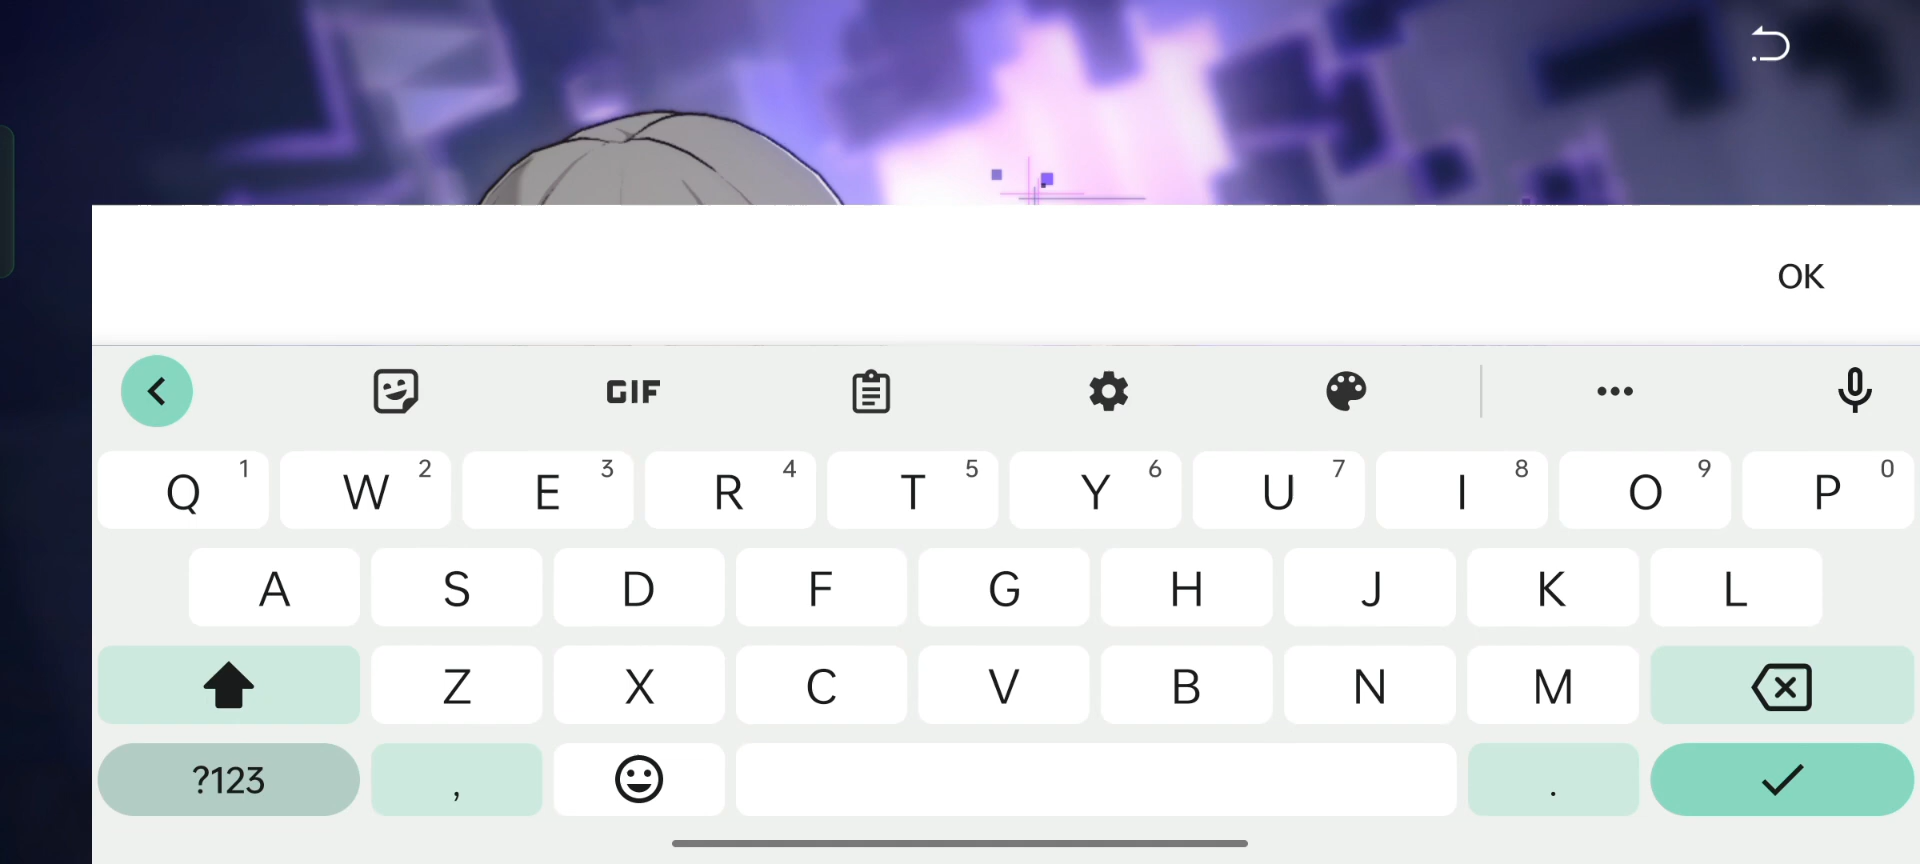 OK
GIF
Q 1 W 2 E 3 R 4 T 5 Y 6 U 7 I 8 O 9 P 0
A S D F G H J K L
Z X C V B N M
?123 , .